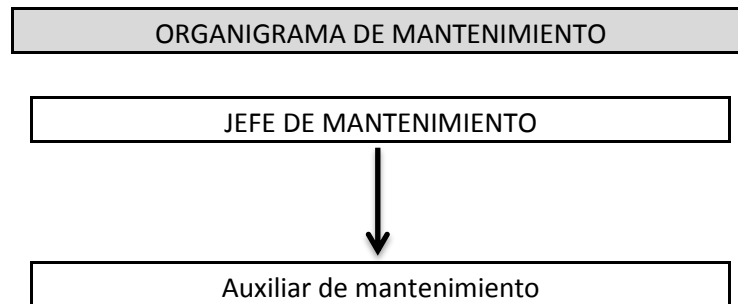 ORGANIGRAMA DE MANTENIMIENTO
JEFE DE MANTENIMIENTO
Auxiliar de mantenimiento